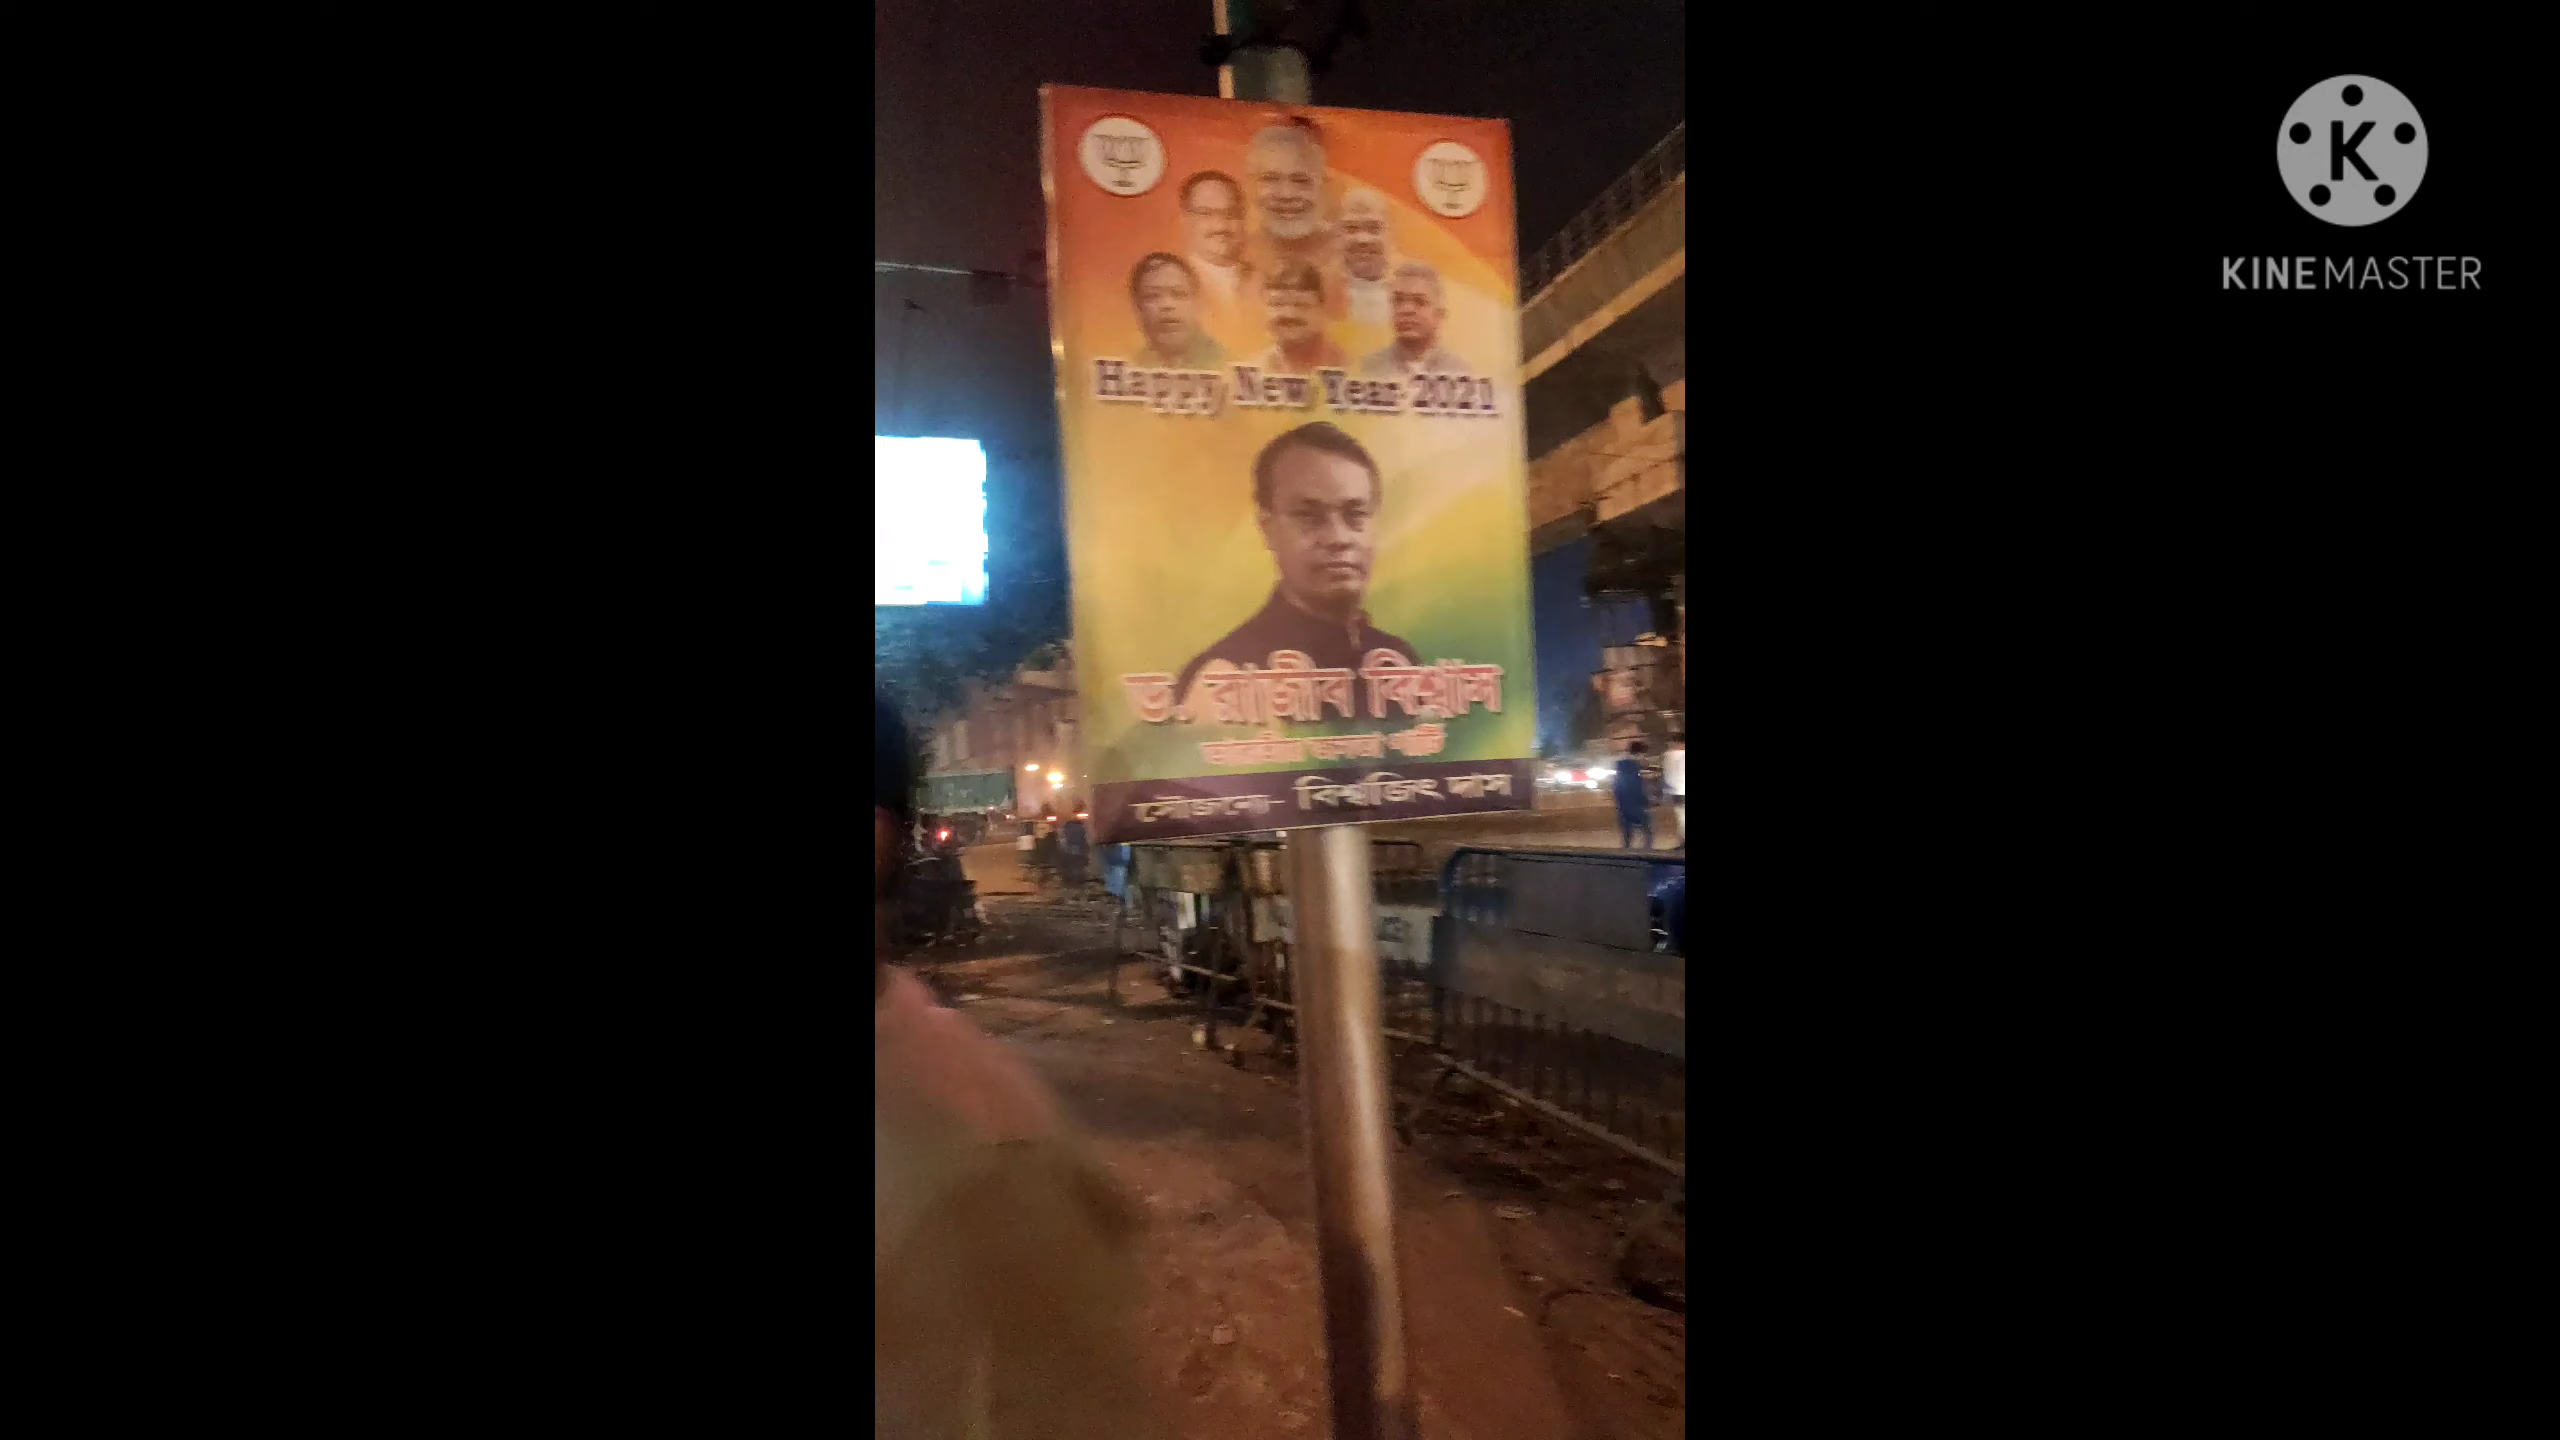 KINEMASTER
Happy New Year 2021
ড. রাজীব বিশ্বাস
ভারতীয় জনতা পার্টি
সৌজন্যে- বিশ্বজিৎ দাস